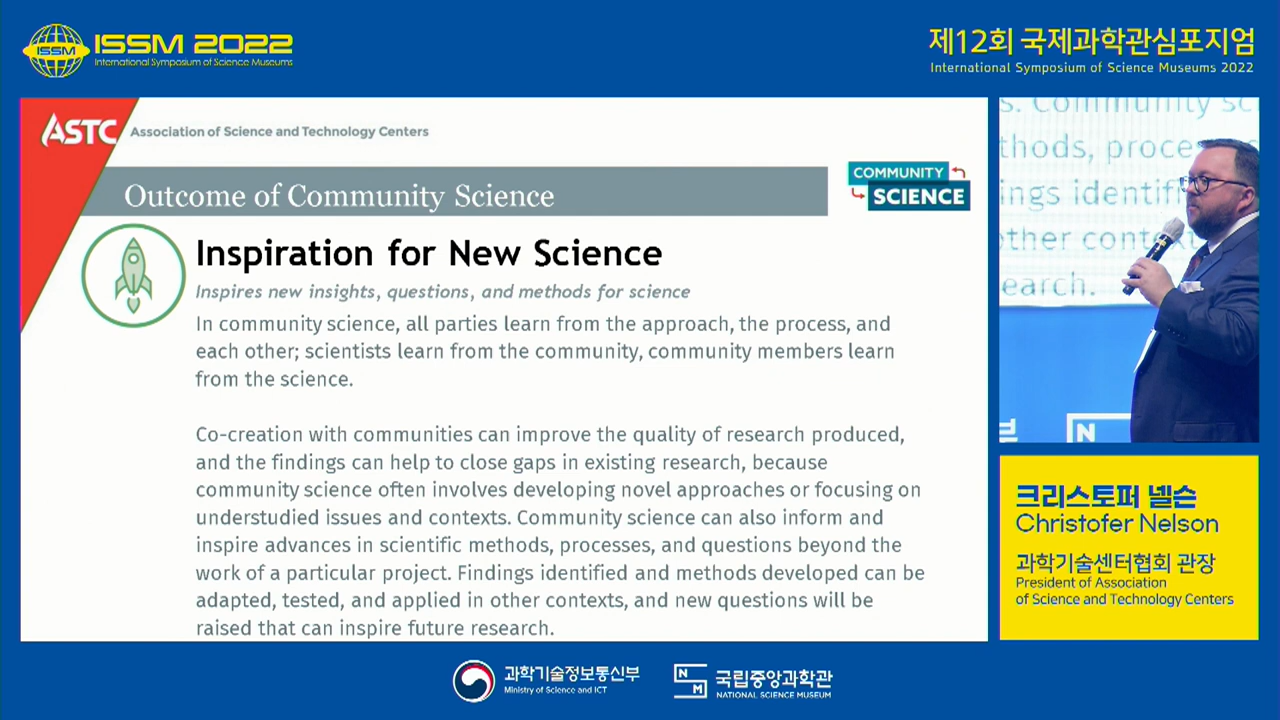 ISSM
ISSM 2022
International Symposium of Science Museums
제12회 국제과학관심포지엄
International Symposium of Science Museums 2022
ASTC
Association of Science and Technology Centers
Outcome of Community Science
COMMUNITY
SCIENCE
Inspiration for New Science
Inspires new insights, questions, and methods for science
In community science, all parties learn from the approach, the process, and
each other; scientists learn from the community, community members learn
from the science.
Co-creation with communities can improve the quality of research produced,
and the findings can help to close gaps in existing research, because
community science often involves developing novel approaches or focusing on
understudied issues and contexts. Community science can also inform and
inspire advances in scientific methods, processes, and questions beyond the
work of a particular project. Findings identified and methods developed can be
adapted, tested, and applied in other contexts, and new questions will be
raised that can inspire future research.
s. Community sc
thods, proce
ings identif
other context
earch.
N
크리스토퍼 넬슨
Christofer Nelson
과학기술센터협회 관장
President of Association
of Science and Technology Centers
과학기술정보통신부
Ministry of Science and ICT
N
M
국립중앙과학관
NATIONAL SCIENCE MUSEUM